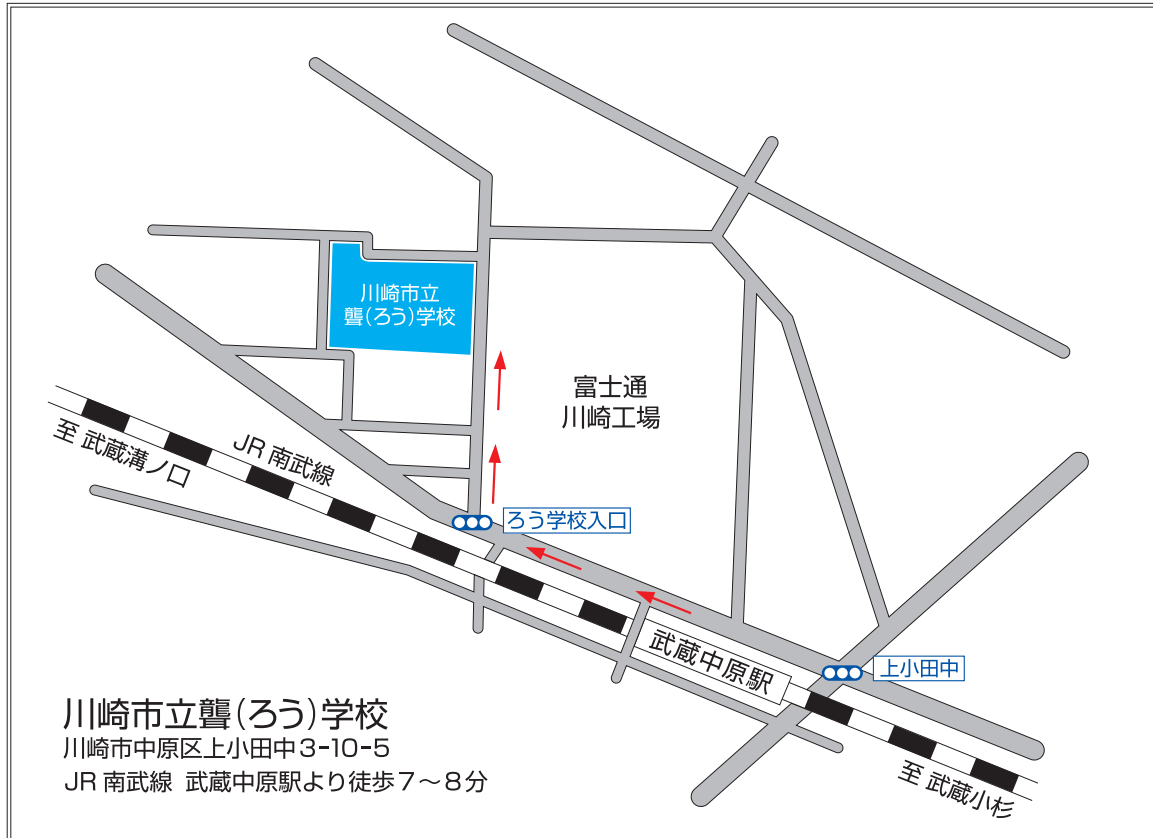 川崎市立
聾(ろう)学校
富士通
川崎工場
JR 南武線
至 武蔵溝ノ口
ろう学校入口
武蔵中原駅
上小田中
至 武蔵小杉
川崎市立聾(ろう)学校
川崎市中原区上小田中3-10-5
JR 南武線 武蔵中原駅より徒歩7～8分